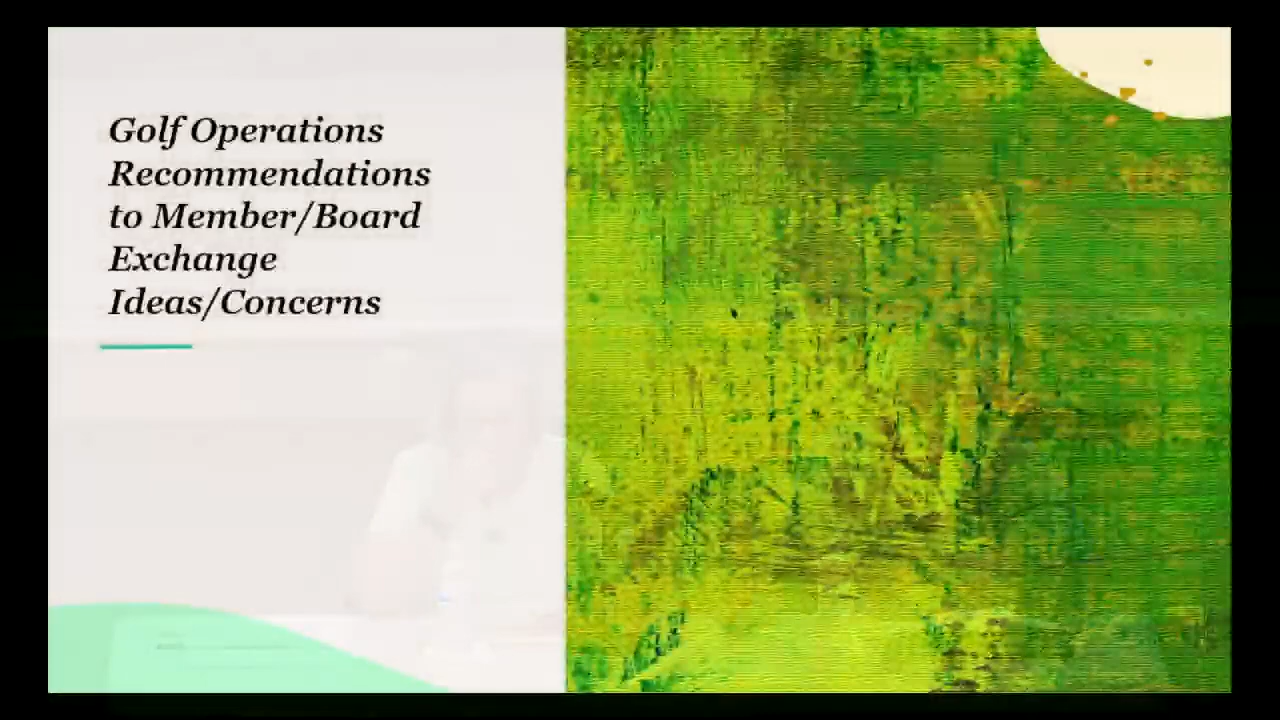 Golf Operations
Recommendations
to Member/Board
Exchange
Ideas/Concerns